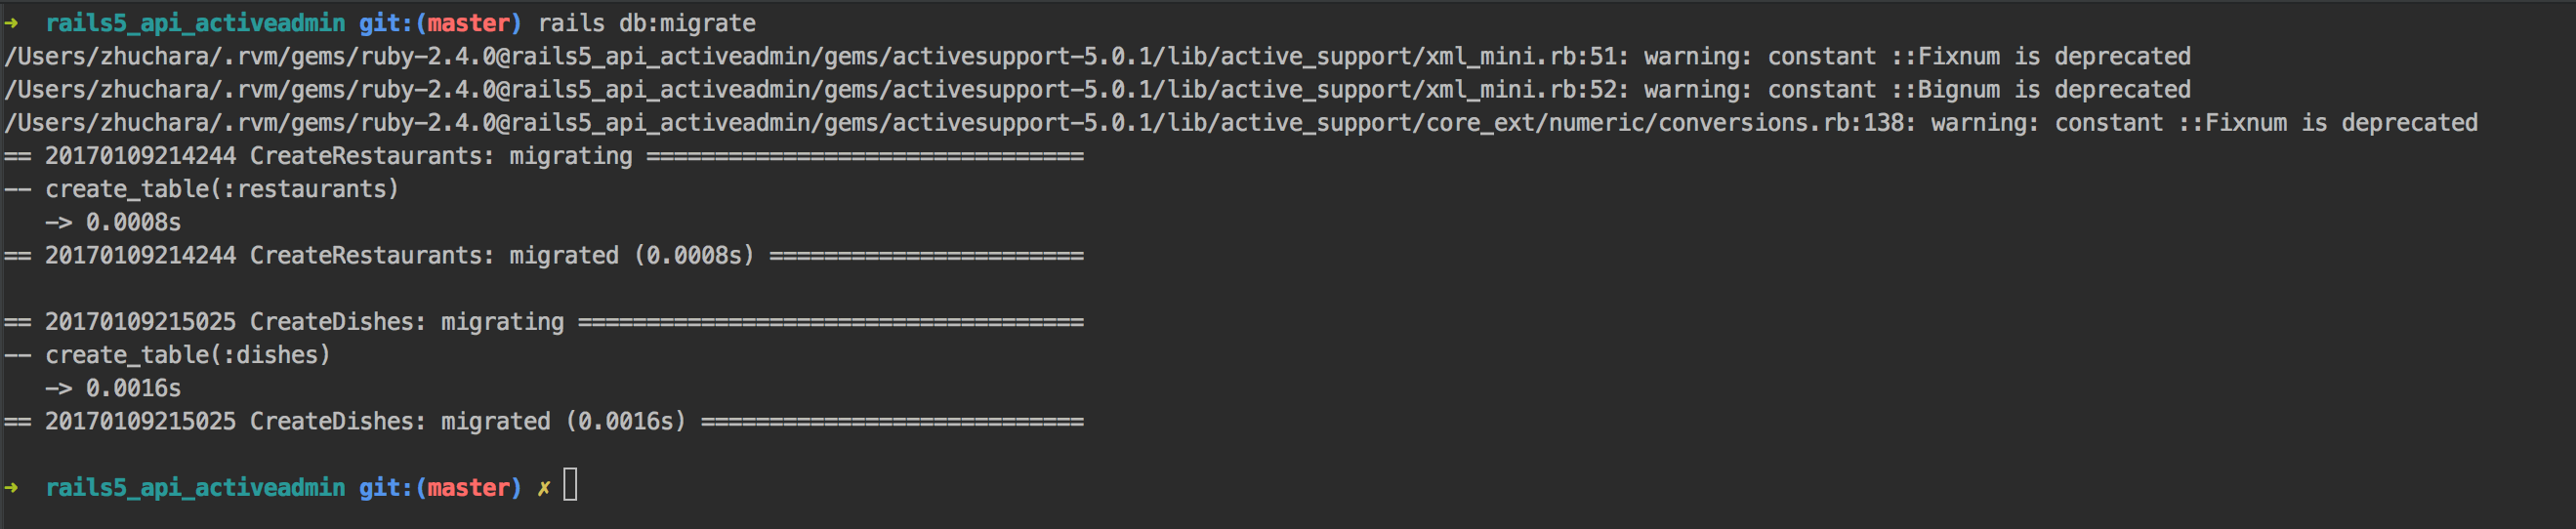 ➜  rails5_api_activeadmin git:(master) rails db:migrate
/Users/zhuchara/.rvm/gems/ruby-2.4.0@rails5_api_activeadmin/gems/activesupport-5.0.1/lib/active_support/xml_mini.rb:51: warning: constant ::Fixnum is deprecated
/Users/zhuchara/.rvm/gems/ruby-2.4.0@rails5_api_activeadmin/gems/activesupport-5.0.1/lib/active_support/xml_mini.rb:52: warning: constant ::Bignum is deprecated
/Users/zhuchara/.rvm/gems/ruby-2.4.0@rails5_api_activeadmin/gems/activesupport-5.0.1/lib/active_support/core_ext/numeric/conversions.rb:138: warning: constant ::Fixnum is deprecated
== 20170109214244 CreateRestaurants: migrating ================================
-- create_table(:restaurants)
   -> 0.0008s
== 20170109214244 CreateRestaurants: migrated (0.0008s) =======================

== 20170109215025 CreateDishes: migrating =====================================
-- create_table(:dishes)
   -> 0.0016s
== 20170109215025 CreateDishes: migrated (0.0016s) ============================

➜  rails5_api_activeadmin git:(master) ✗